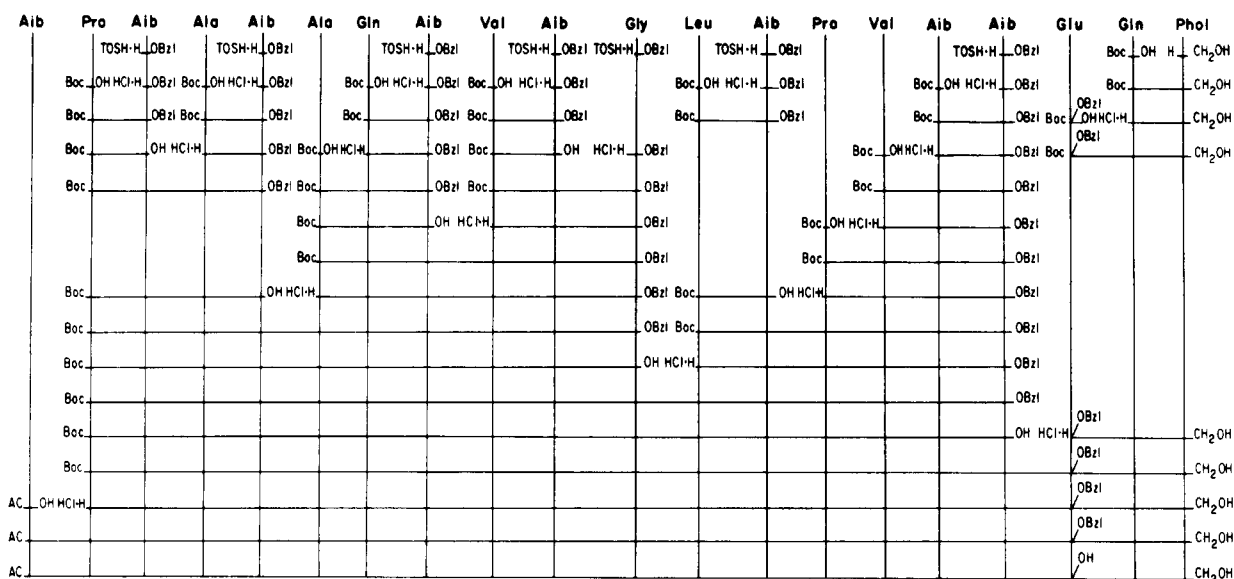 Aib Pro Aib Ala Aib Ala Gln Aib Val Aib Gly Leu Aib Pro Val Aib Aib Glu Gln Phol
TOSH·H OBzl TOSH·H OBzl TOSH·H OBzl TOSH·H OBzl TOSH·H OBzl TOSH·H OBzl TOSH·H OBzl Boc OH H CH2OH
Boc OH HCl·H OBzl Boc OH HCl·H OBzl Boc OH HCl·H OBzl Boc OH HCl·H OBzl Boc OH HCl·H OBzl Boc OH HCl·H OBzl Boc CH2OH
Boc OBzl Boc OBzl Boc OBzl Boc OBzl Boc OBzl Boc OBzl Boc OBzl OH HCl·H CH2OH
Boc OH HCl·H OBzl Boc OH HCl·H OBzl Boc OH HCl·H OBzl Boc OH HCl·H OBzl Boc OBzl CH2OH
Boc OBzl Boc OBzl Boc OBzl Boc OBzl
Boc OH HCl·H OBzl Boc OH HCl·H OBzl
Boc OBzl Boc OBzl
Boc OH HCl·H OBzl Boc OH HCl·H OBzl
Boc OBzl Boc OBzl
Boc OH HCl·H OBzl
Boc OBzl
Boc OH HCl·H OBzl CH2OH
Boc OBzl CH2OH
AC OH HCl·H OBzl CH2OH
AC OBzl CH2OH
AC OH CH2OH